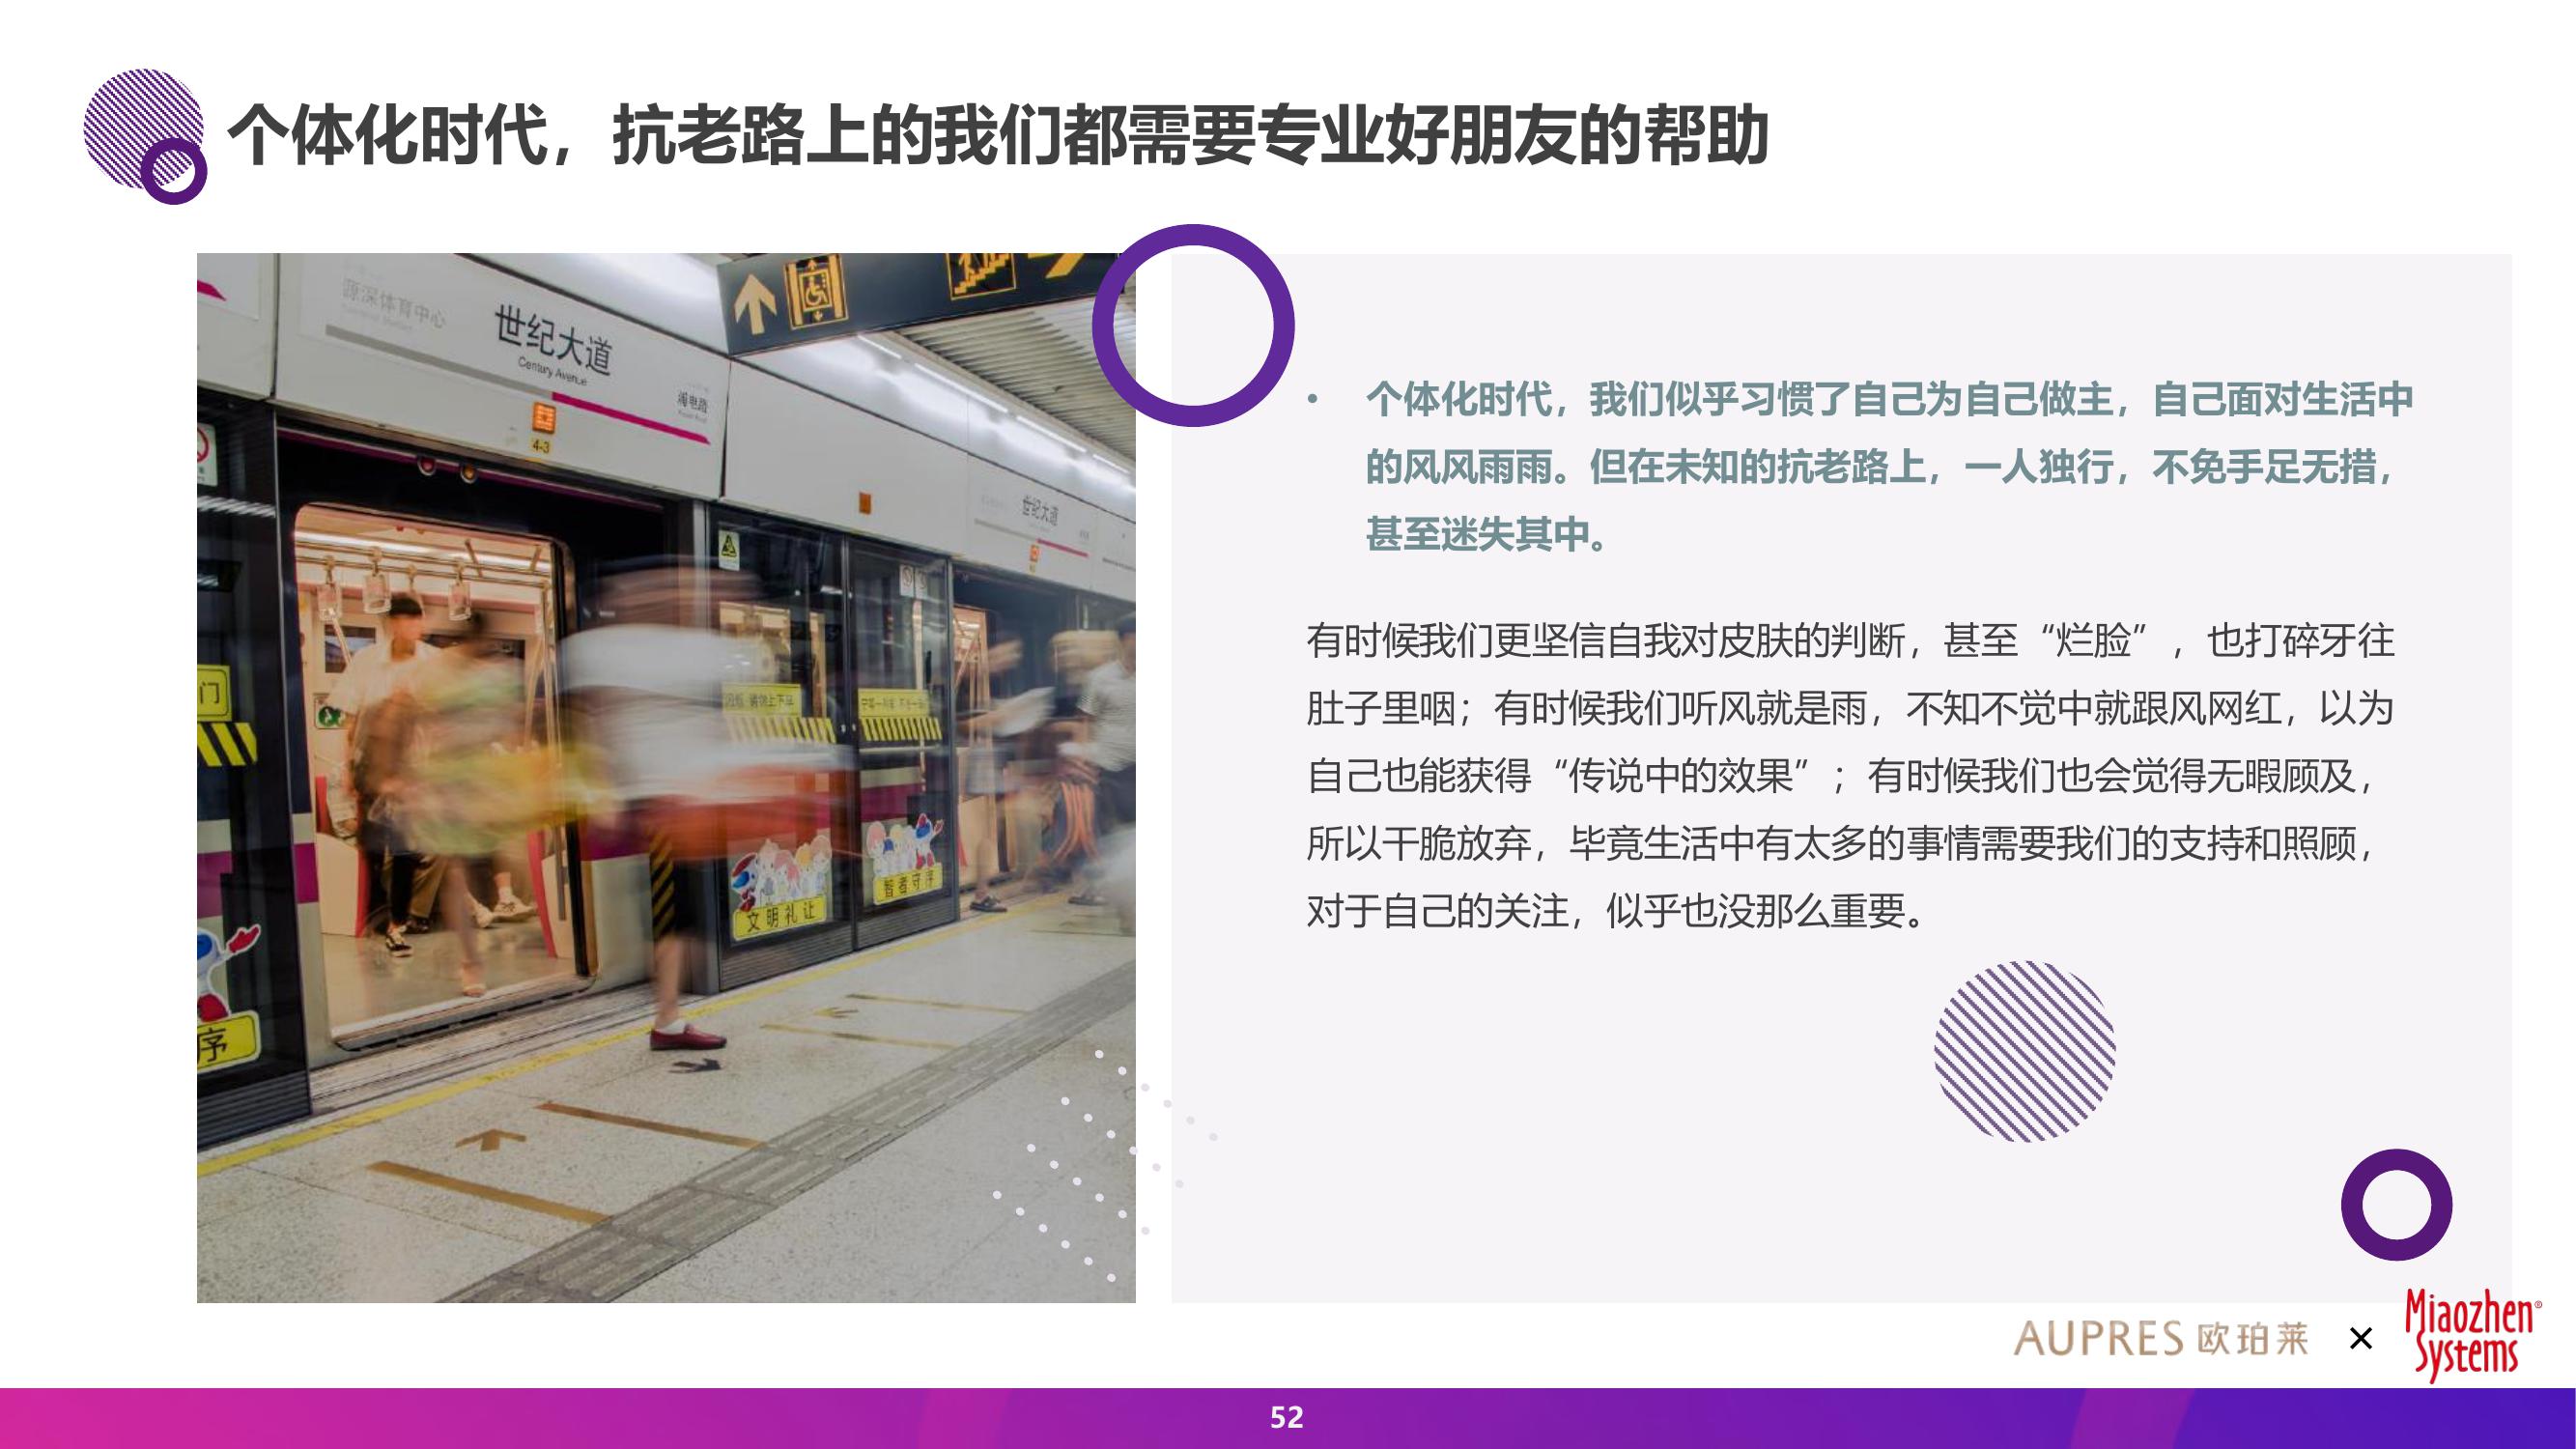 个体化时代，抗老路上的我们都需要专业好朋友的帮助
源深体育中心
世纪大道
Century Avenue
浦电路
4-3
世纪大道
门
文明礼让
智者守序
序
• 个体化时代，我们似乎习惯了自己为自己做主，自己面对生活中
的风风雨雨。但在未知的抗老路上，一人独行，不免手足无措，
甚至迷失其中。
有时候我们更坚信自我对皮肤的判断，甚至“烂脸”，也打碎牙往
肚子里咽；有时候我们听风就是雨，不知不觉中就跟风网红，以为
自己也能获得“传说中的效果”；有时候我们也会觉得无暇顾及，
所以干脆放弃，毕竟生活中有太多的事情需要我们的支持和照顾，
对于自己的关注，似乎也没那么重要。
AUPRES 欧珀莱 × Miaozhen®
Systems
52